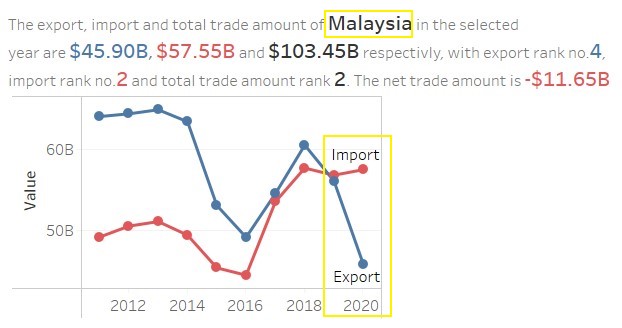 The export, import and total trade amount of Malaysia in the selected
year are $45.90B, $57.55B and $103.45B respectivly, with export rank no.4,
import rank no.2 and total trade amount rank 2. The net trade amount is -$11.65B
60B
50B
Value
Import
Export
2012 2014 2016 2018 2020